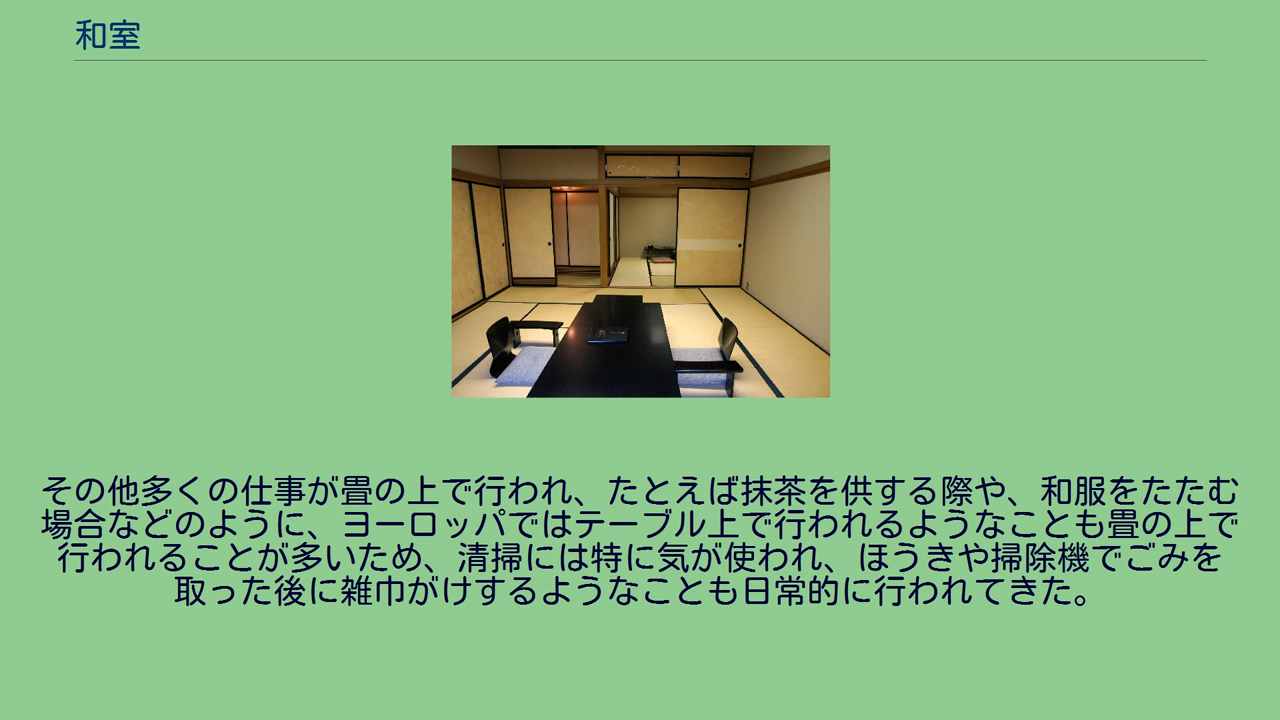 和室
その他多くの仕事が畳の上で行われ、たとえば抹茶を供する際や、和服をたたむ
場合などのように、ヨーロッパではテーブル上で行われるようなことも畳の上で
行われることが多いため、清掃には特に気が使われ、ほうきや掃除機でごみを
取った後に雑巾がけするようなことも日常的に行われてきた。